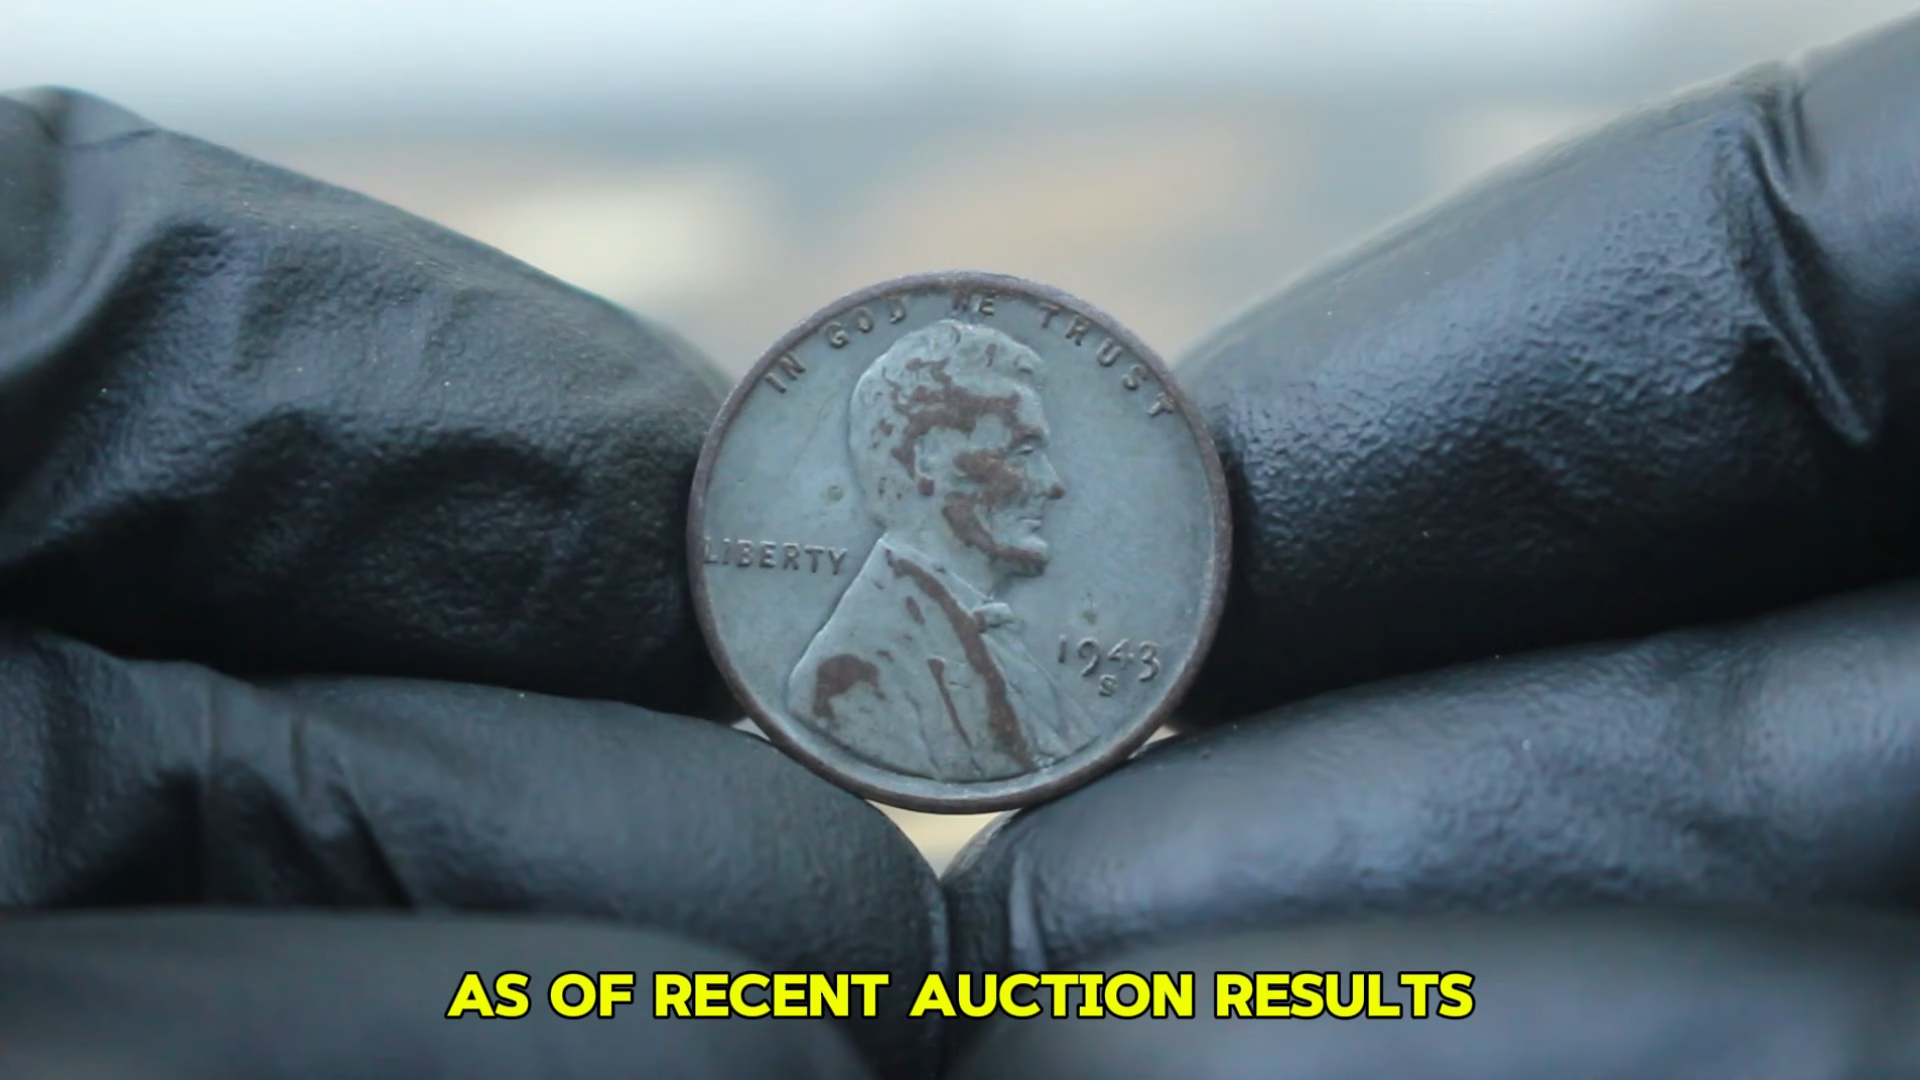 IN GOD WE TRUST
LIBERTY
1943
S
AS OF RECENT AUCTION RESULTS